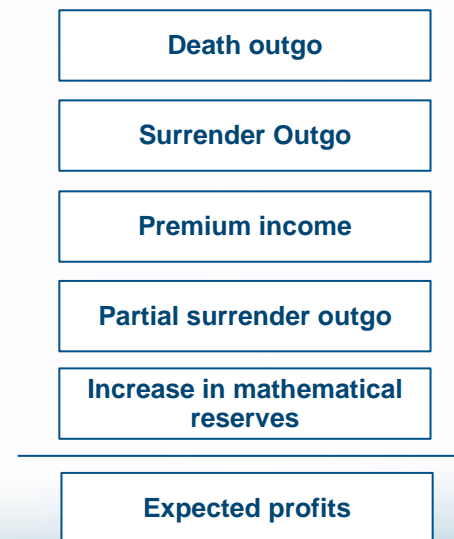 Death outgo
Surrender Outgo
Premium income
Partial surrender outgo
Increase in mathematical
reserves
Expected profits